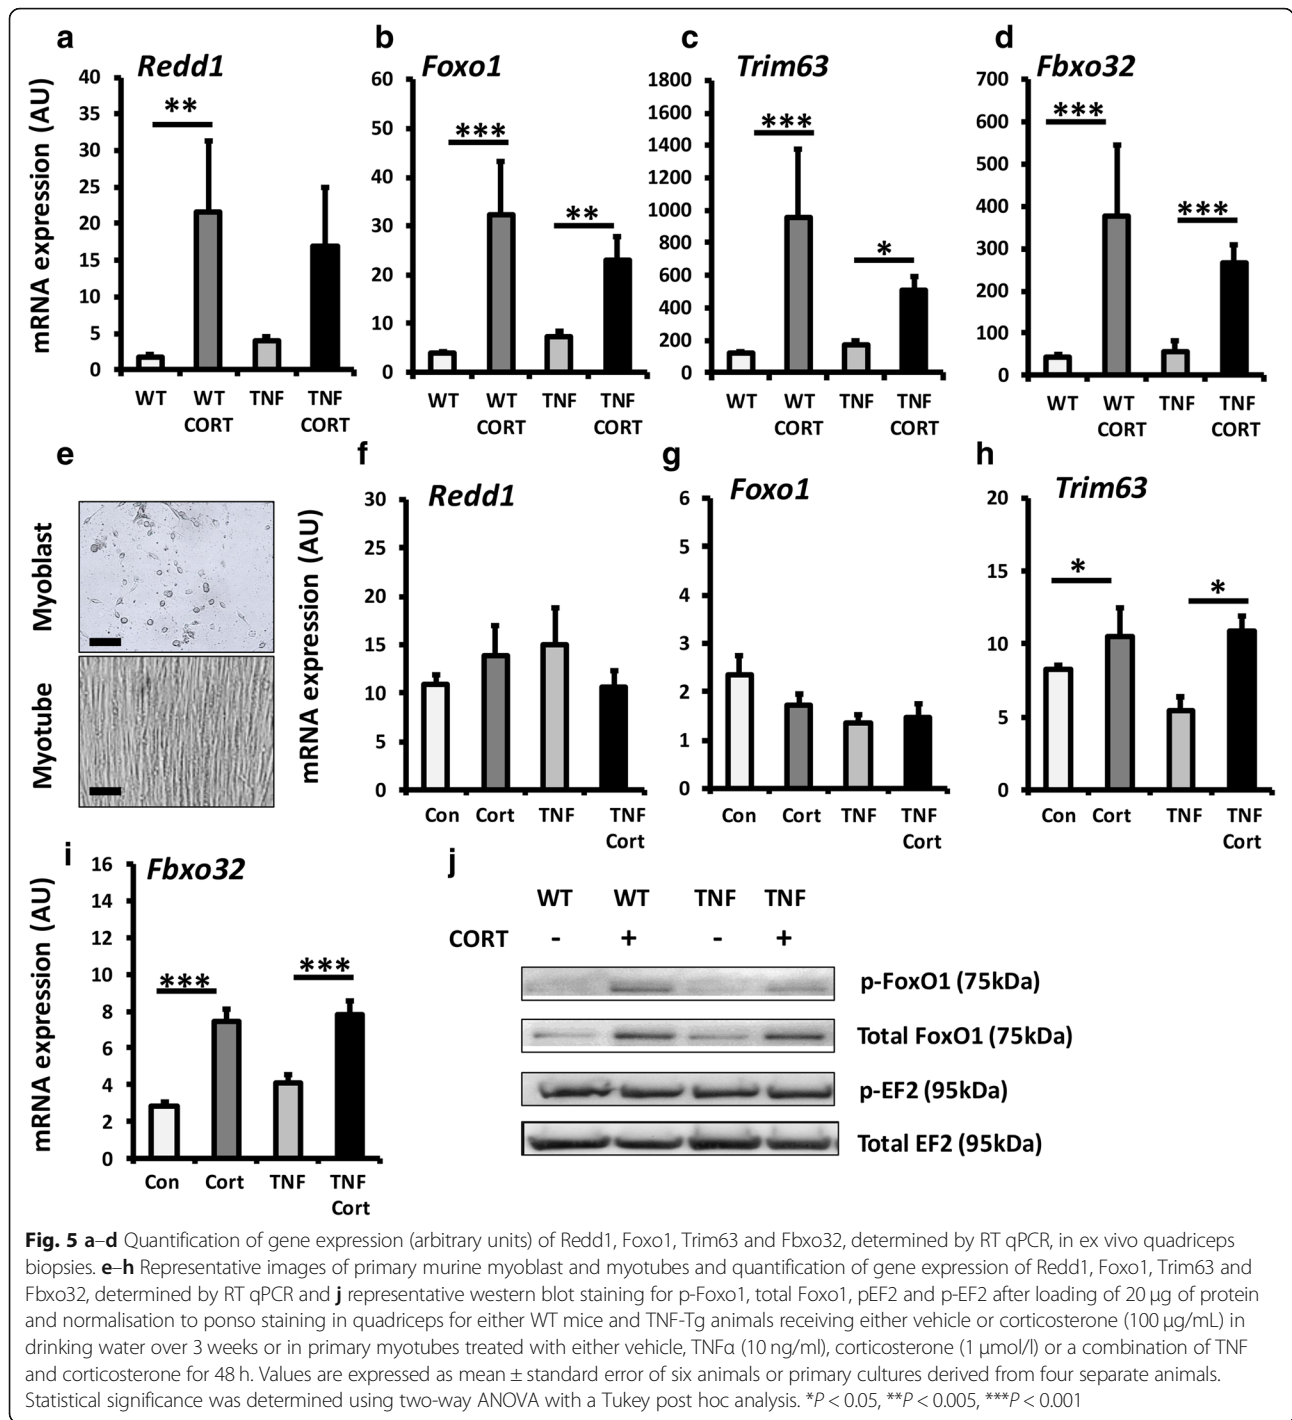 a
Redd1
mRNA expression (AU)
40
35
30
25
20
15
10
5
0
**
WT
WT
CORT
TNF
TNF
CORT
b
Foxo1
60
50
40
30
20
10
0
***
**
WT
WT
CORT
TNF
TNF
CORT
c
Trim63
1800
1600
1400
1200
1000
800
600
400
200
0
***
*
WT
WT
CORT
TNF
TNF
CORT
d
Fbxo32
700
600
500
400
300
200
100
0
***
***
WT
WT
CORT
TNF
TNF
CORT
e
Myoblast
Myotube
f
Redd1
mRNA expression (AU)
30
25
20
15
10
5
0
Con
Cort
TNF
TNF
Cort
g
Foxo1
6
5
4
3
2
1
0
Con
Cort
TNF
TNF
Cort
h
Trim63
20
15
10
5
0
*
*
Con
Cort
TNF
TNF
Cort
i
Fbxo32
mRNA expression (AU)
16
14
12
10
8
6
4
2
0
***
***
Con
Cort
TNF
TNF
Cort
j
WT WT TNF TNF
CORT - + - +
p-FoxO1 (75kDa)
Total FoxO1 (75kDa)
p-EF2 (95kDa)
Total EF2 (95kDa)
Fig. 5 a–d Quantification of gene expression (arbitrary units) of Redd1, Foxo1, Trim63 and Fbxo32, determined by RT qPCR, in ex vivo quadriceps
biopsies. e–h Representative images of primary murine myoblast and myotubes and quantification of gene expression of Redd1, Foxo1, Trim63 and
Fbxo32, determined by RT qPCR and j representative western blot staining for p-Foxo1, total Foxo1, pEF2 and p-EF2 after loading of 20 μg of protein
and normalisation to ponso staining in quadriceps for either WT mice and TNF-Tg animals receiving either vehicle or corticosterone (100 μg/mL) in
drinking water over 3 weeks or in primary myotubes treated with either vehicle, TNFα (10 ng/ml), corticosterone (1 μmol/l) or a combination of TNF
and corticosterone for 48 h. Values are expressed as mean ± standard error of six animals or primary cultures derived from four separate animals.
Statistical significance was determined using two-way ANOVA with a Tukey post hoc analysis. *P < 0.05, **P < 0.005, ***P < 0.001